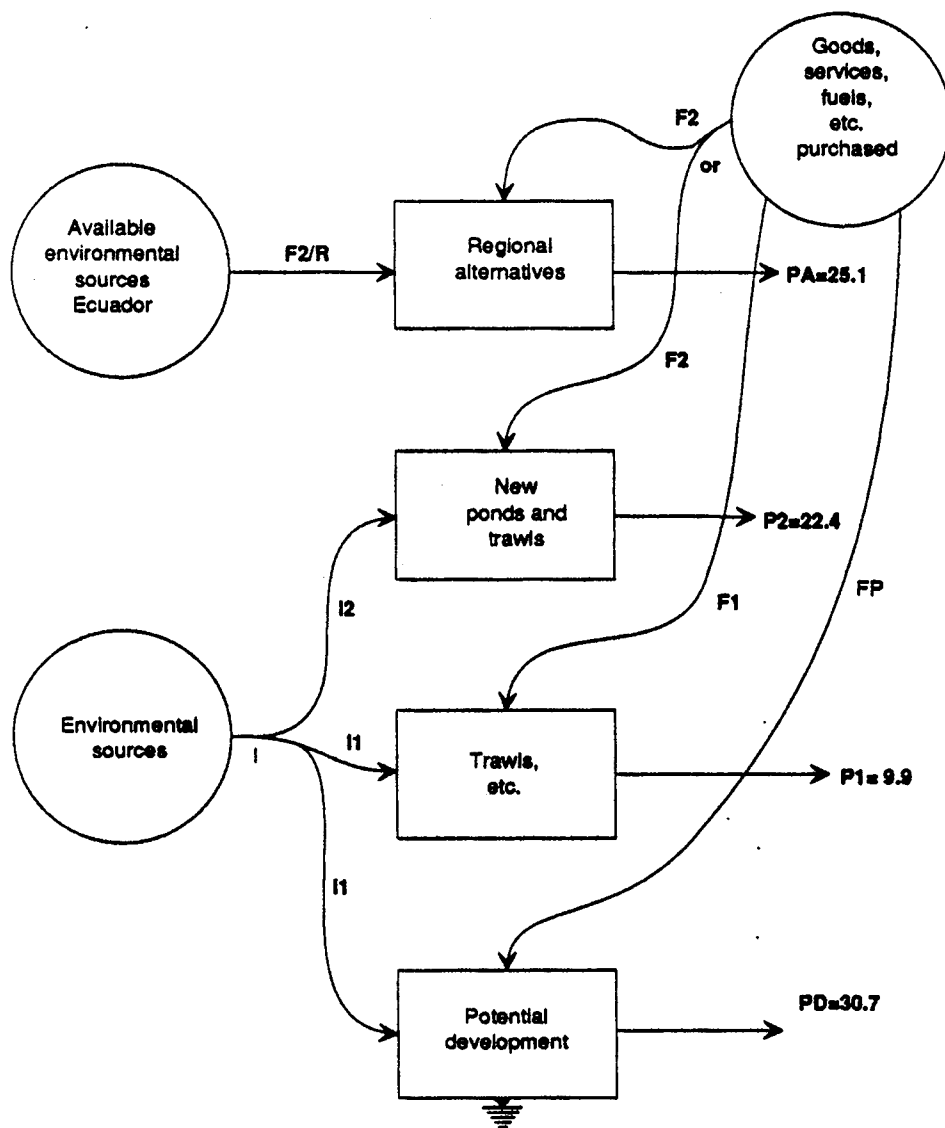 Goods,
services,
fuels,
etc.
purchased
F2
or
Available
environmental
sources
Ecuador
F2/R
Regional
alternatives
PA=25.1
F2
New
ponds and
trawls
P2=22.4
I2
F1
FP
Environmental
sources
I
I1
Trawls,
etc.
P1= 9.9
I1
Potential
development
PD=30.7